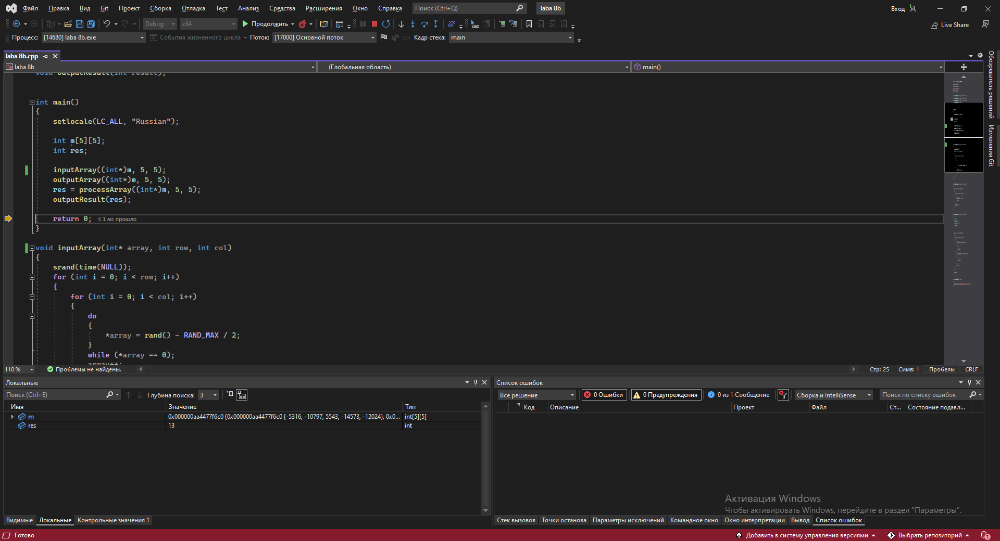 Файл Правка Вид Git Проект Сборка Отладка Тест Анализ Средства Расширения Окно Справка Поиск (Ctrl+Q) laba 8b Вход
Debug x64 Продолжить Live Share
Процесс: [14680] laba 8b.exe События жизненного цикла Поток: [17000] Основной поток Кадр стека: main
laba 8b.cpp
laba 8b (Глобальная область) main()
void outputResult(int result);
int main()
{
setlocale(LC_ALL, "Russian");
int m[5][5];
int res;
inputArray((int*)m, 5, 5);
outputArray((int*)m, 5, 5);
res = processArray((int*)m, 5, 5);
outputResult(res);
return 0; ≤ 1 мс прошло
}
void inputArray(int* array, int row, int col)
{
srand(time(NULL));
for (int i = 0; i < row; i++)
{
for (int i = 0; i < col; i++)
{
do
{
*array = rand() - RAND_MAX / 2;
}
while (*array == 0);
array++;
Обозреватель решений
Изменения Git
110 % Проблемы не найдены. Стр: 25 Симв: 1 Пробелы CRLF
Локальные
Поиск (Ctrl+E) Глубина поиска: 3
Имя Значение Тип
m 0x000000aa4477f6c0 {0x000000aa4477f6c0 {-5316, -10797, 5543, -14573, -12024}, 0x0... int[5][5]
res 13 int
Видимые Локальные Контрольные значения 1
Список ошибок
Все решение 0 Ошибки 0 Предупреждения 0 из 1 Сообщение Сборка и IntelliSense Поиск по списку ошибок
Код Описание Проект Файл Ст... Состояние подавл...
Активация Windows
Чтобы активировать Windows, перейдите в раздел "Параметры".
Стек вызовов Точки останова Параметры исключений Командное окно Окно интерпретации Вывод Список ошибок
Готово Добавить в систему управления версиями Выбрать репозиторий 1